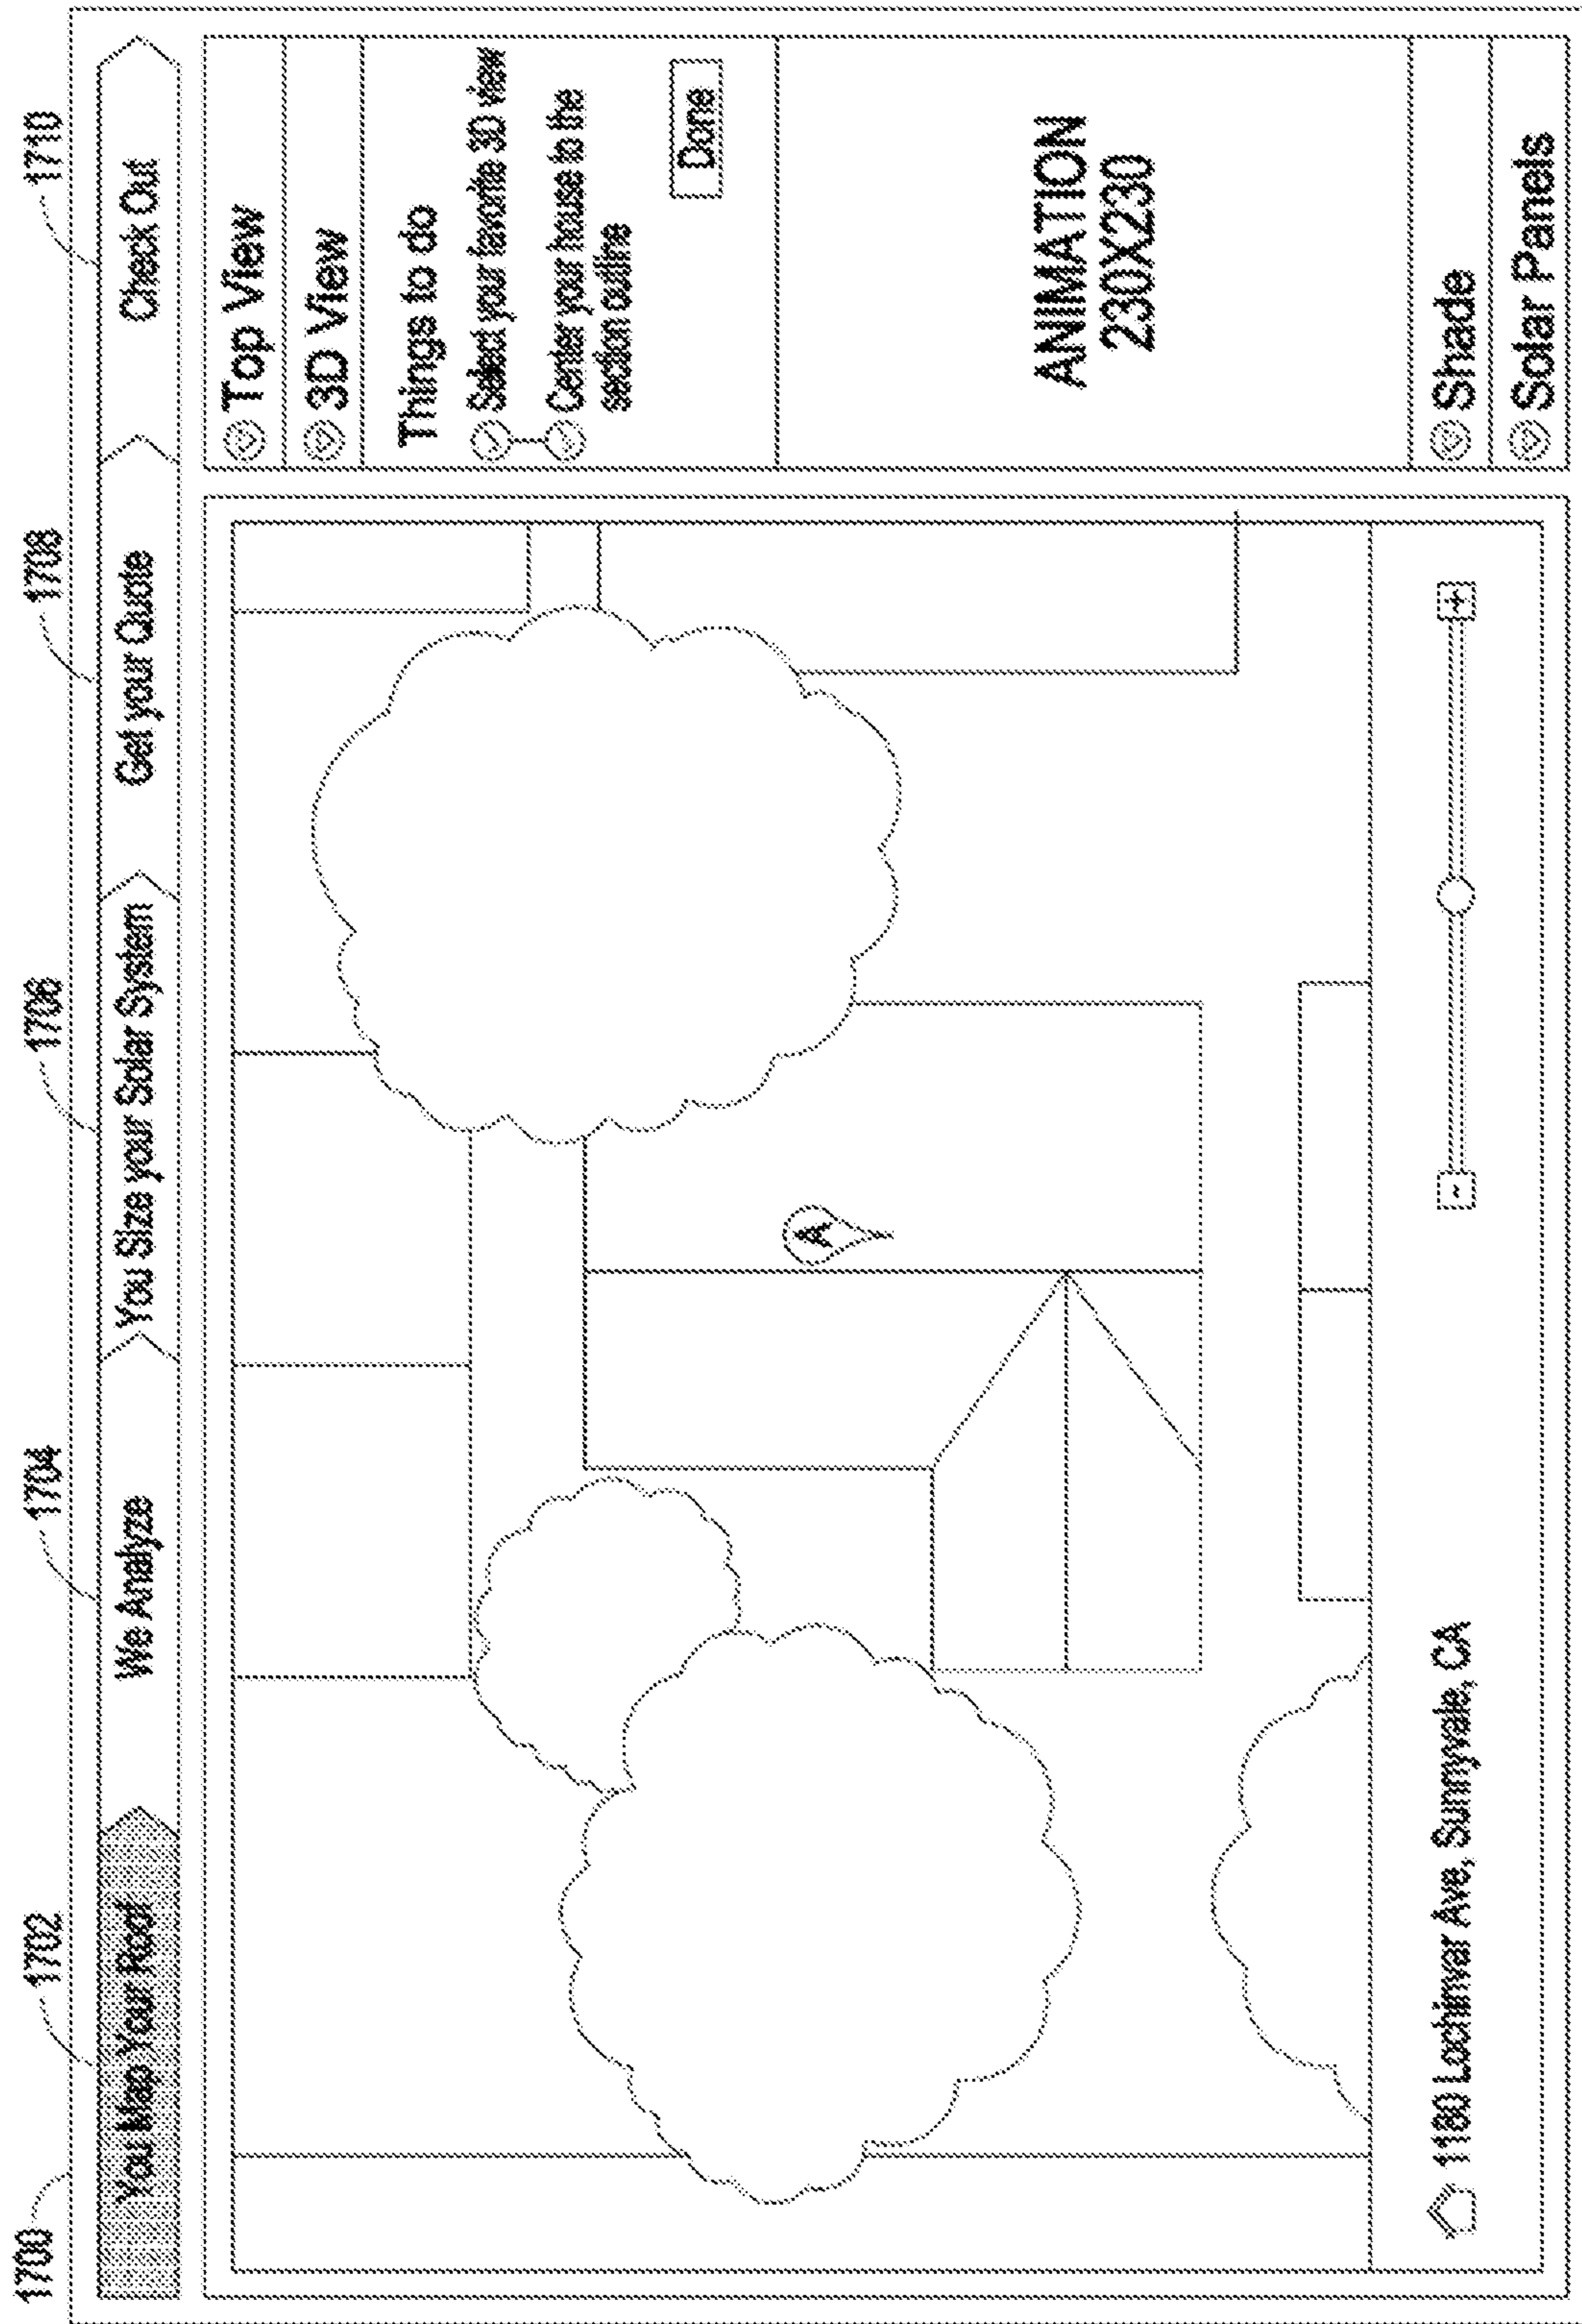 1700
1702
1704
1706
1708
1710
You Map Your Roof
We Analyze
You Size your Solar System
Get your Quote
Check Out
Top View
3D View
Things to do
Select your favorite 3D view
Center your house to the
section outline
Done
ANIMATION
230X230
Shade
Solar Panels
A
1180 Lochinvar Ave, Sunnyvale, CA
-
+